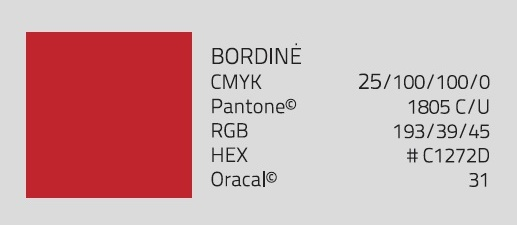 BORDINĖ
CMYK 25/100/100/0
Pantone© 1805 C/U
RGB 193/39/45
HEX # C1272D
Oracal© 31